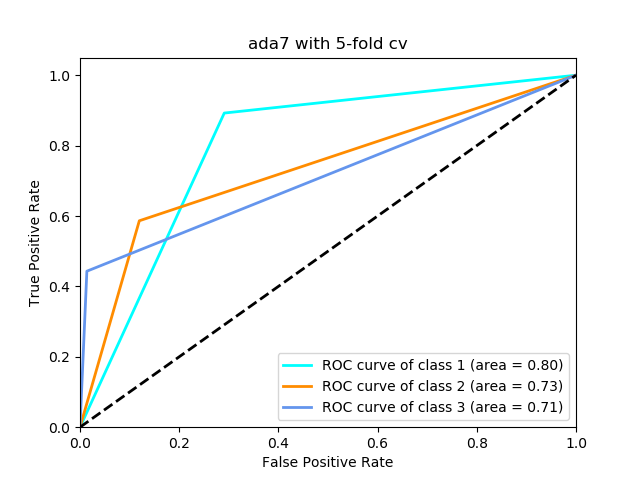 ada7 with 5-fold cv
True Positive Rate
1.0
0.8
0.6
0.4
0.2
0.0
ROC curve of class 1 (area = 0.80)
ROC curve of class 2 (area = 0.73)
ROC curve of class 3 (area = 0.71)
0.0 0.2 0.4 0.6 0.8 1.0
False Positive Rate